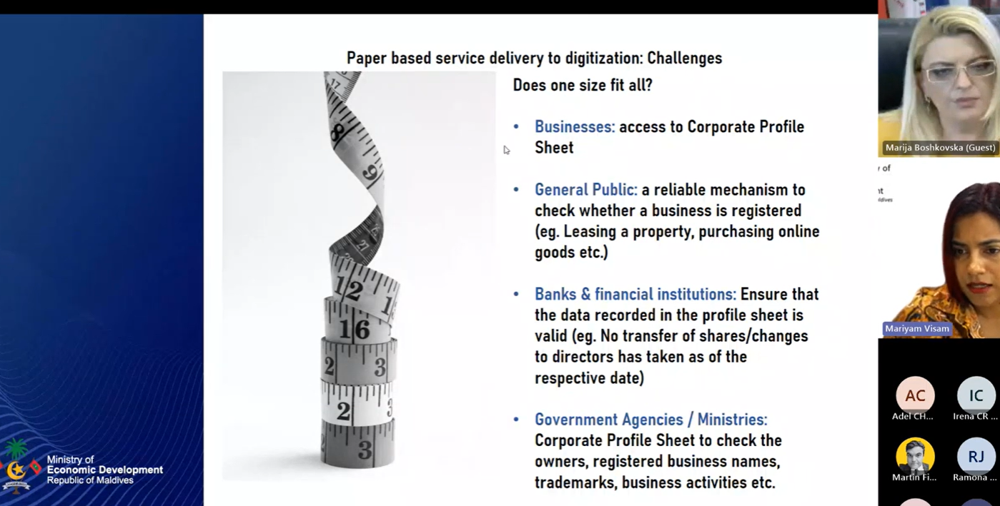 Paper based service delivery to digitization: Challenges
Does one size fit all?
• Businesses: access to Corporate Profile
Sheet
• General Public: a reliable mechanism to
check whether a business is registered
(eg. Leasing a property, purchasing online
goods etc.)
• Banks & financial institutions: Ensure that
the data recorded in the profile sheet is
valid (eg. No transfer of shares/changes
to directors has taken as of the
respective date)
• Government Agencies / Ministries:
Corporate Profile Sheet to check the
owners, registered business names,
trademarks, business activities etc.
17
8
9
27
12
1
16
2 3
2 3
3
Ministry of
Economic Development
Republic of Maldives
Marija Boshkovska (Guest)
of
Mariyam Visam
AC
Adel CH...
IC
Irena CR ...
Martin Fi...
RJ
Ramona ...